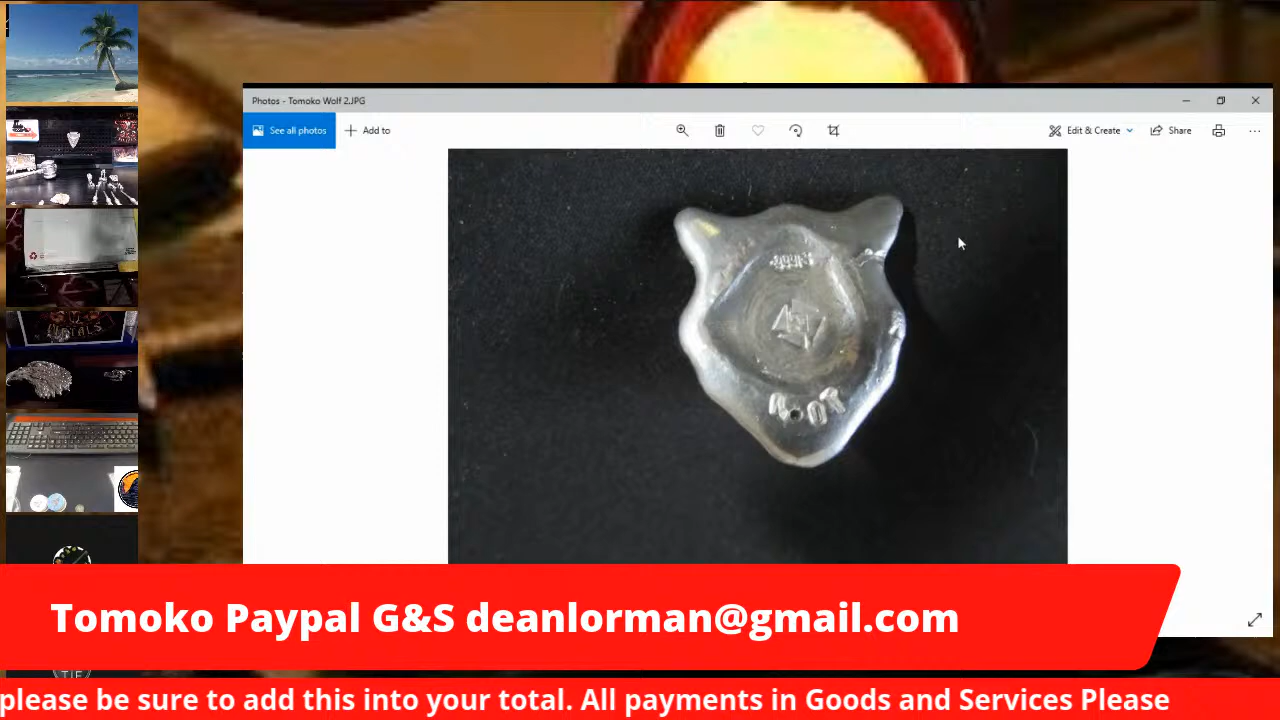 Photos - Tomoko Wolf 2.JPG
See all photos
Add to
Edit & Create
Share
Tomoko Paypal G&S deanlorman@gmail.com
please be sure to add this into your total. All payments in Goods and Services Please